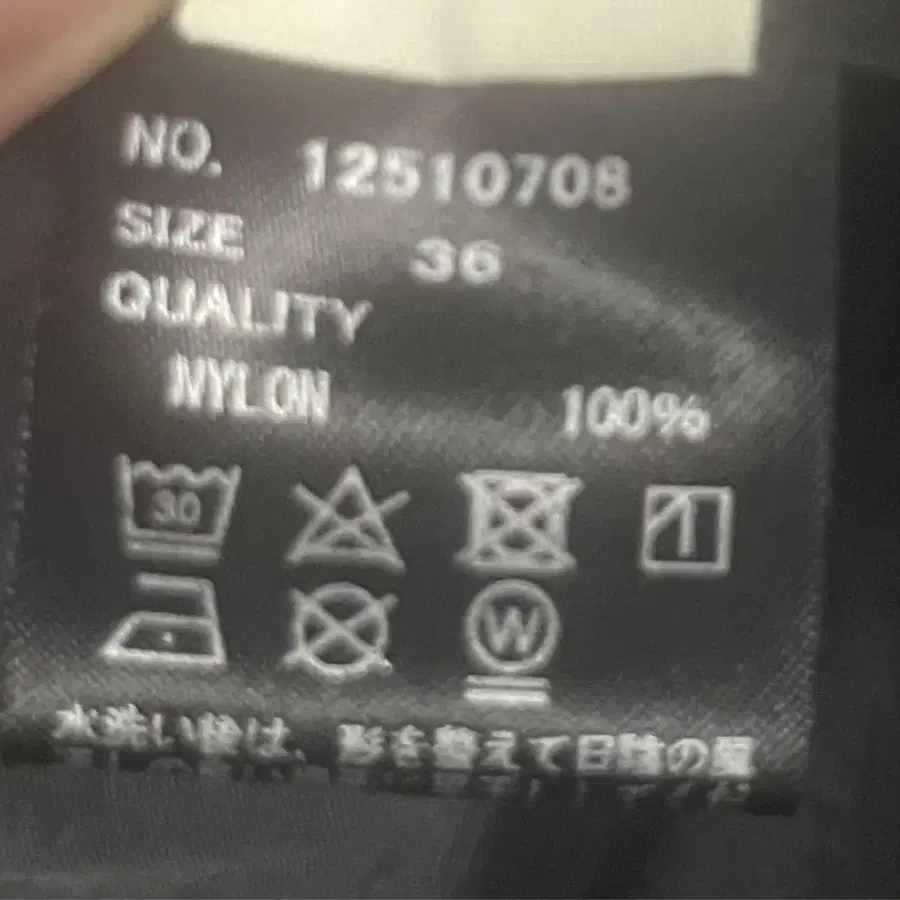 NO. 12510708
SIZE 36
QUALITY
NYLON 100%
30
W
水洗い後は、形を整えて日陰の風